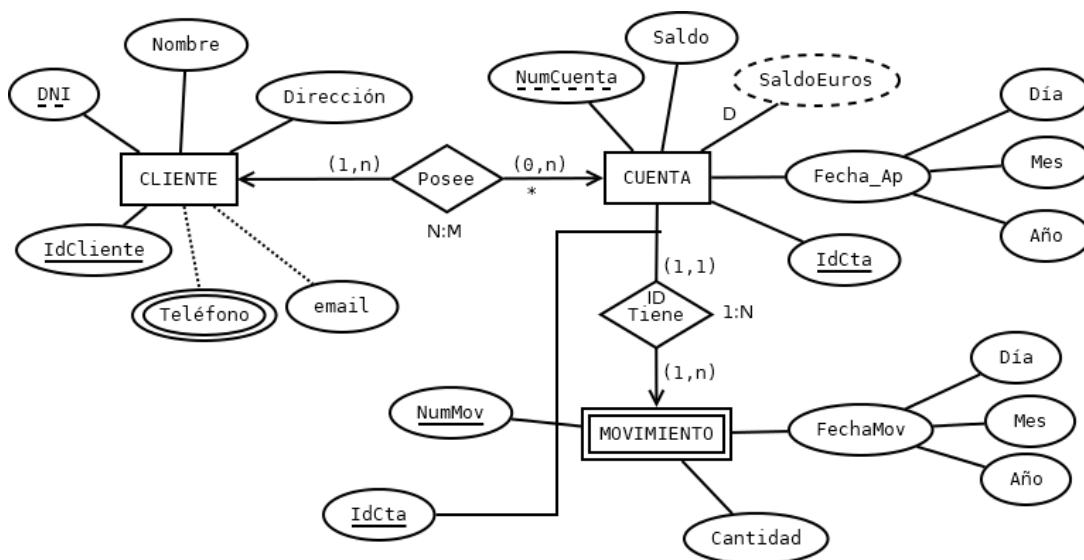 Nombre
Saldo
NumCuenta
SaldoEuros
DNI
Dirección
Día
D
(1,n)
(0,n)
CLIENTE
Posee
*
CUENTA
Fecha_Ap
Mes
N:M
Año
IdCliente
IdCta
(1,1)
Teléfono
email
ID
Tiene
1:N
Día
(1,n)
NumMov
MOVIMIENTO
FechaMov
Mes
Año
IdCta
Cantidad